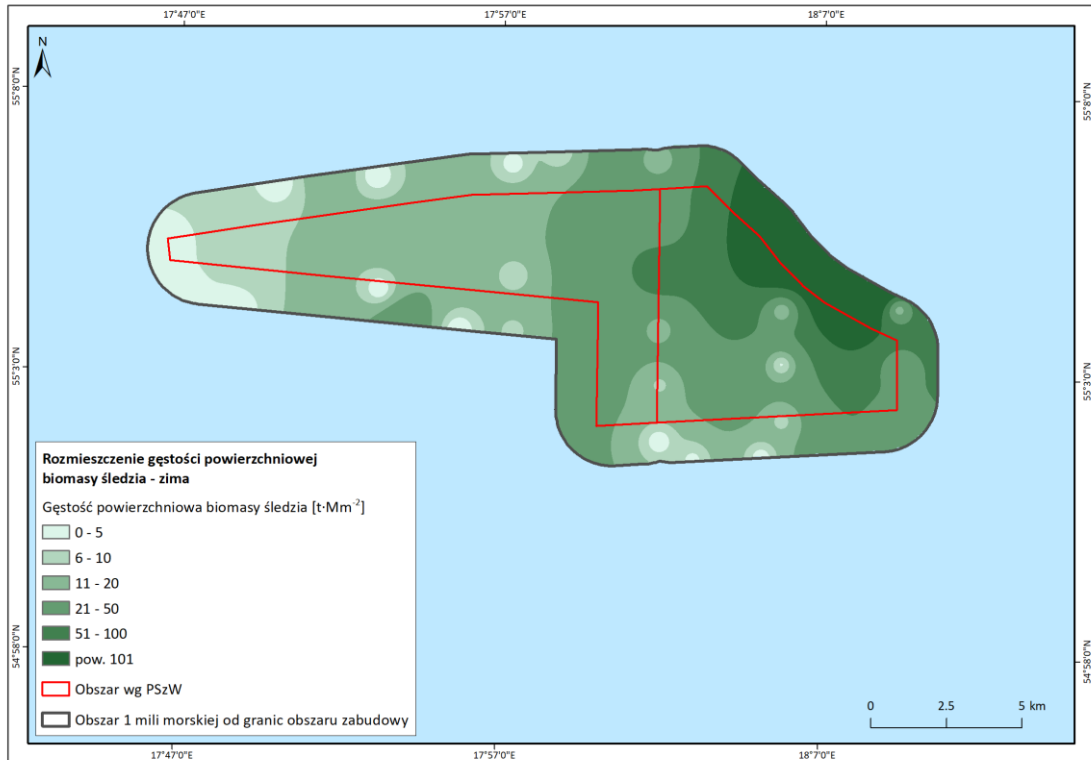 17°47'0"E 17°57'0"E 18°7'0"E
N
55°8'0"N 55°8'0"N
55°3'0"N 55°3'0"N
Rozmieszczenie gęstości powierzchniowej
biomasy śledzia - zima
Gęstość powierzchniowa biomasy śledzia [t·Mm⁻²]
0 - 5
6 - 10
11 - 20
21 - 50
51 - 100
pow. 101
Obszar wg PSzW
Obszar 1 mili morskiej od granic obszaru zabudowy
54°58'0"N 54°58'0"N
0 2.5 5 km
17°47'0"E 17°57'0"E 18°7'0"E